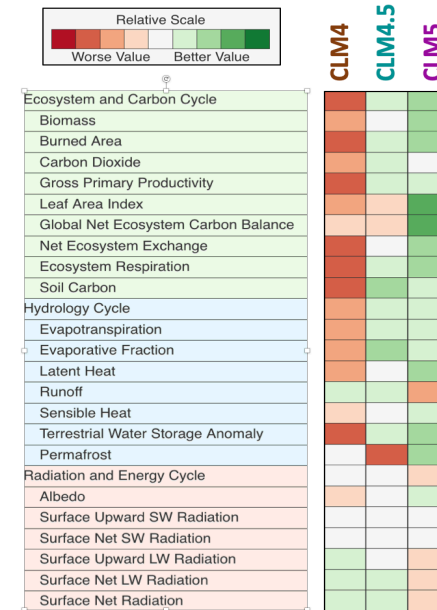 Relative Scale
Worse Value Better Value
CLM4
CLM4.5
CLM5
Ecosystem and Carbon Cycle
Biomass
Burned Area
Carbon Dioxide
Gross Primary Productivity
Leaf Area Index
Global Net Ecosystem Carbon Balance
Net Ecosystem Exchange
Ecosystem Respiration
Soil Carbon
Hydrology Cycle
Evapotranspiration
Evaporative Fraction
Latent Heat
Runoff
Sensible Heat
Terrestrial Water Storage Anomaly
Permafrost
Radiation and Energy Cycle
Albedo
Surface Upward SW Radiation
Surface Net SW Radiation
Surface Upward LW Radiation
Surface Net LW Radiation
Surface Net Radiation